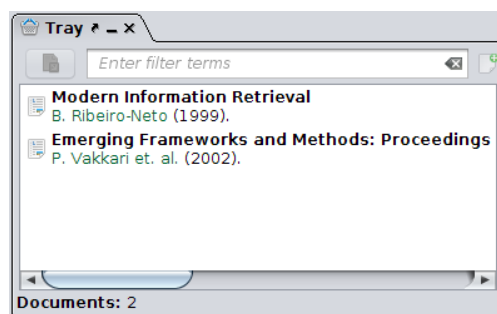 Tray
Enter filter terms
Modern Information Retrieval
B. Ribeiro-Neto (1999).
Emerging Frameworks and Methods: Proceedings
P. Vakkari et. al. (2002).
Documents: 2